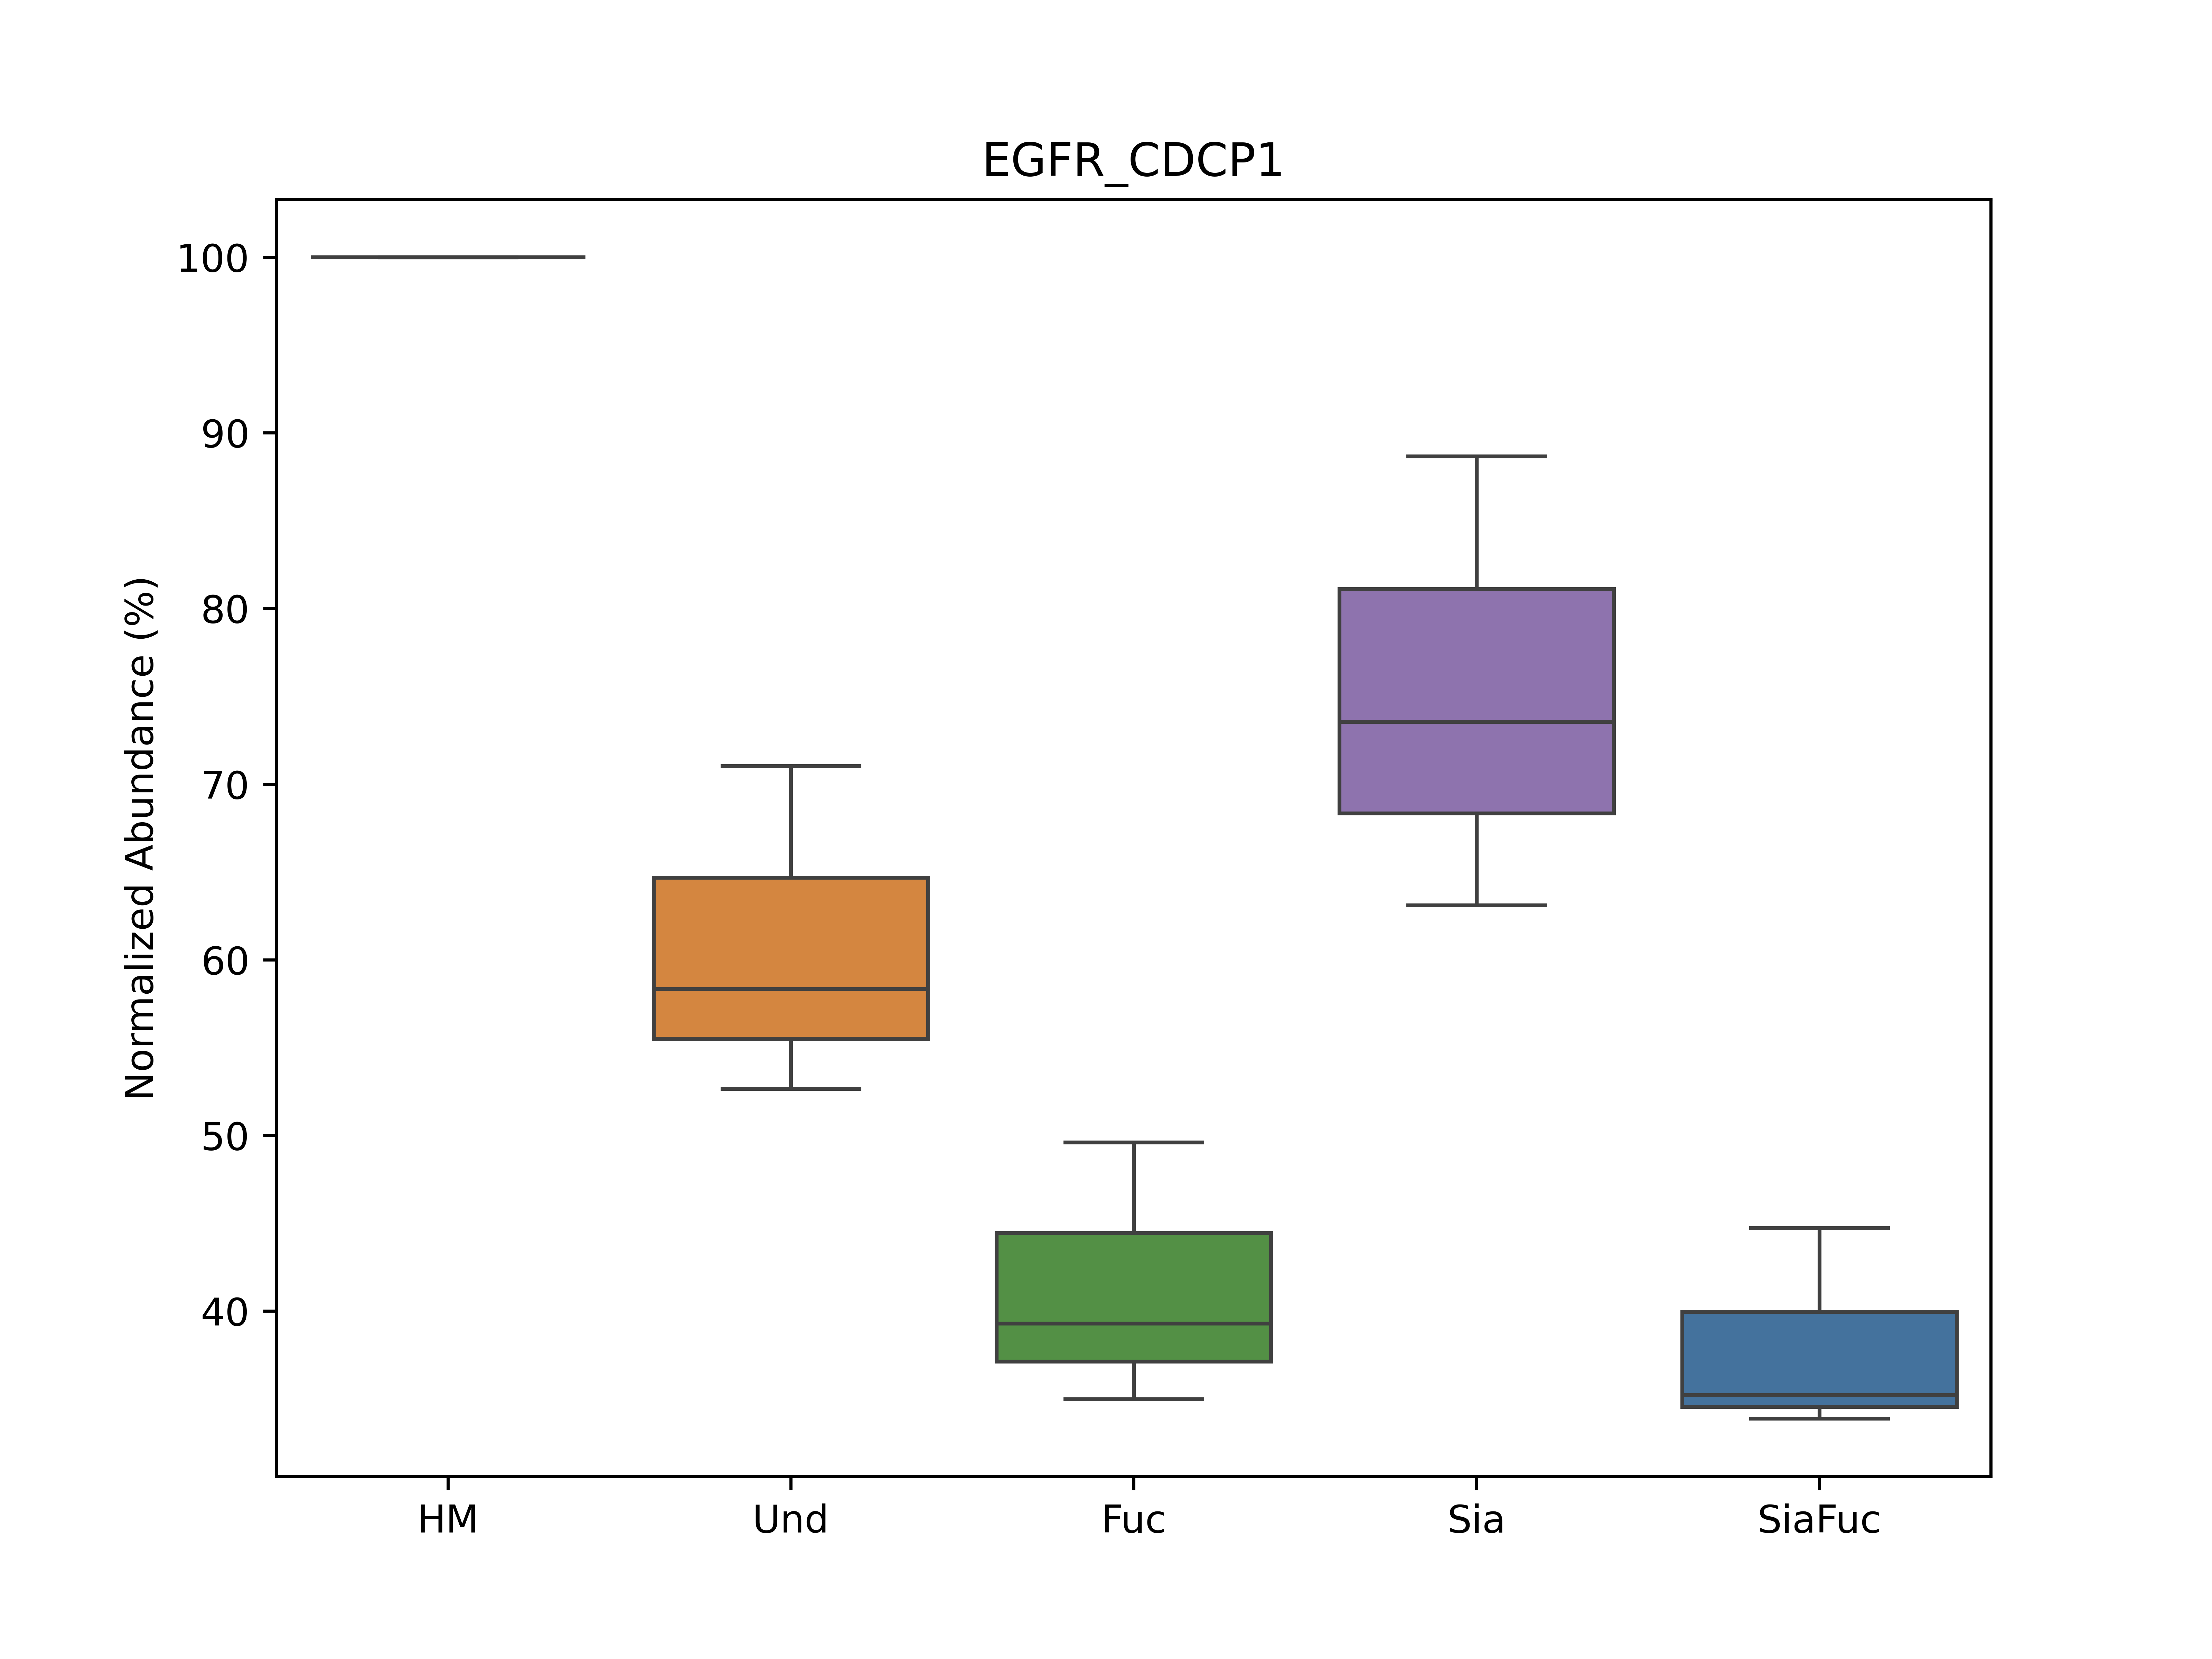 EGFR_CDCP1
Normalized Abundance (%)
100
90
80
70
60
50
40
HM
Und
Fuc
Sia
SiaFuc